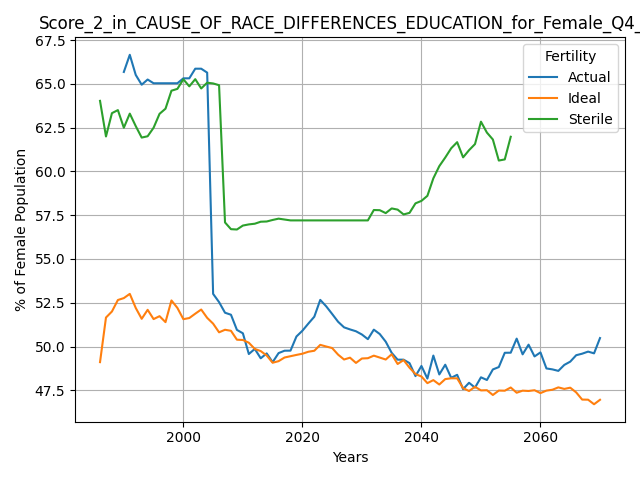 Score_2_in_CAUSE_OF_RACE_DIFFERENCES_EDUCATION_for_Female_Q4_
Fertility
Actual
Ideal
Sterile
% of Female Population
67.5
65.0
62.5
60.0
57.5
55.0
52.5
50.0
47.5
2000 2020 2040 2060
Years